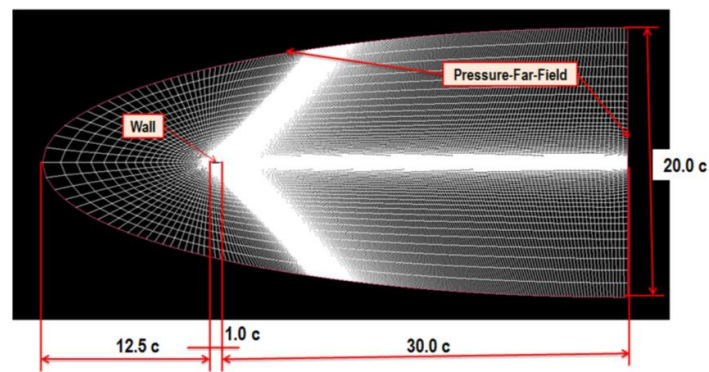 Pressure-Far-Field
Wall
20.0 c
12.5 c
1.0 c
30.0 c